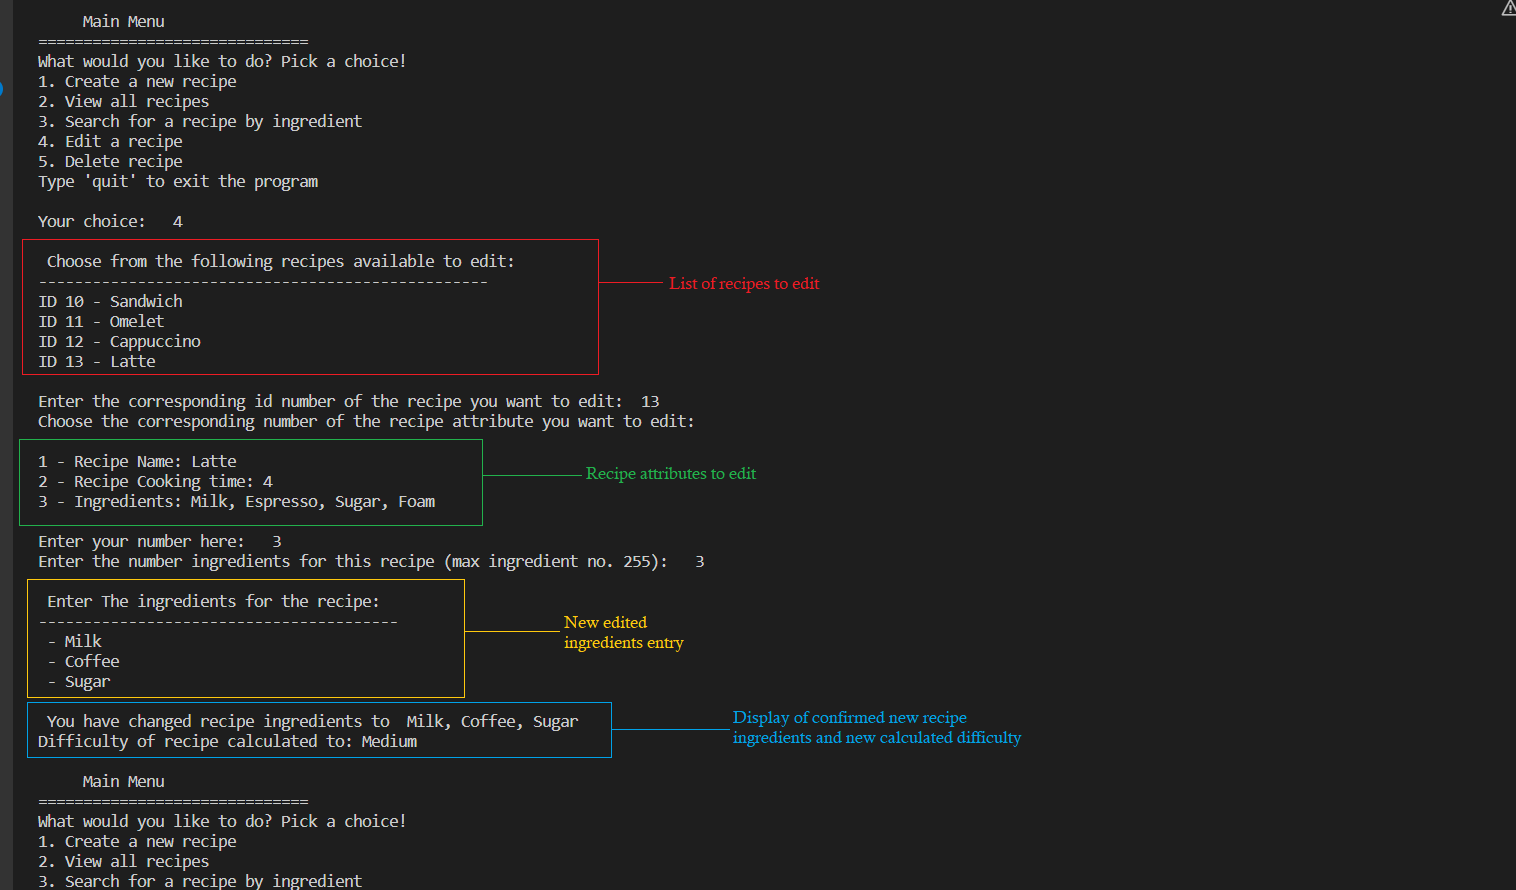 Main Menu
==============================
What would you like to do? Pick a choice!
1. Create a new recipe
2. View all recipes
3. Search for a recipe by ingredient
4. Edit a recipe
5. Delete recipe
Type 'quit' to exit the program
Your choice:   4
Choose from the following recipes available to edit:
--------------------------------------------------
List of recipes to edit
ID 10 - Sandwich
ID 11 - Omelet
ID 12 - Cappuccino
ID 13 - Latte
Enter the corresponding id number of the recipe you want to edit:  13
Choose the corresponding number of the recipe attribute you want to edit:
1 - Recipe Name: Latte
2 - Recipe Cooking time: 4
3 - Ingredients: Milk, Espresso, Sugar, Foam
Recipe attributes to edit
Enter your number here:   3
Enter the number ingredients for this recipe (max ingredient no. 255):   3
Enter The ingredients for the recipe:
----------------------------------------
- Milk
- Coffee
- Sugar
New edited
ingredients entry
You have changed recipe ingredients to  Milk, Coffee, Sugar
Difficulty of recipe calculated to: Medium
Display of confirmed new recipe
ingredients and new calculated difficulty
Main Menu
==============================
What would you like to do? Pick a choice!
1. Create a new recipe
2. View all recipes
3. Search for a recipe by ingredient